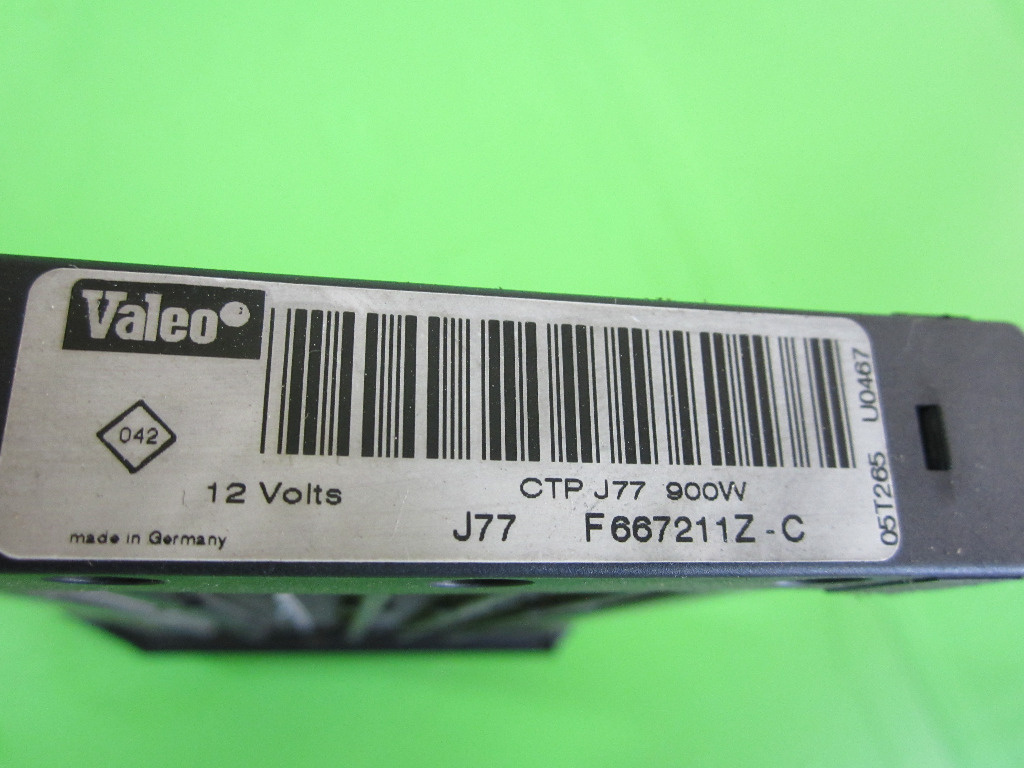 Valeo
042
12 Volts
CTP J77 900W
J77 F667211Z-C
made in Germany
05T265 U0467